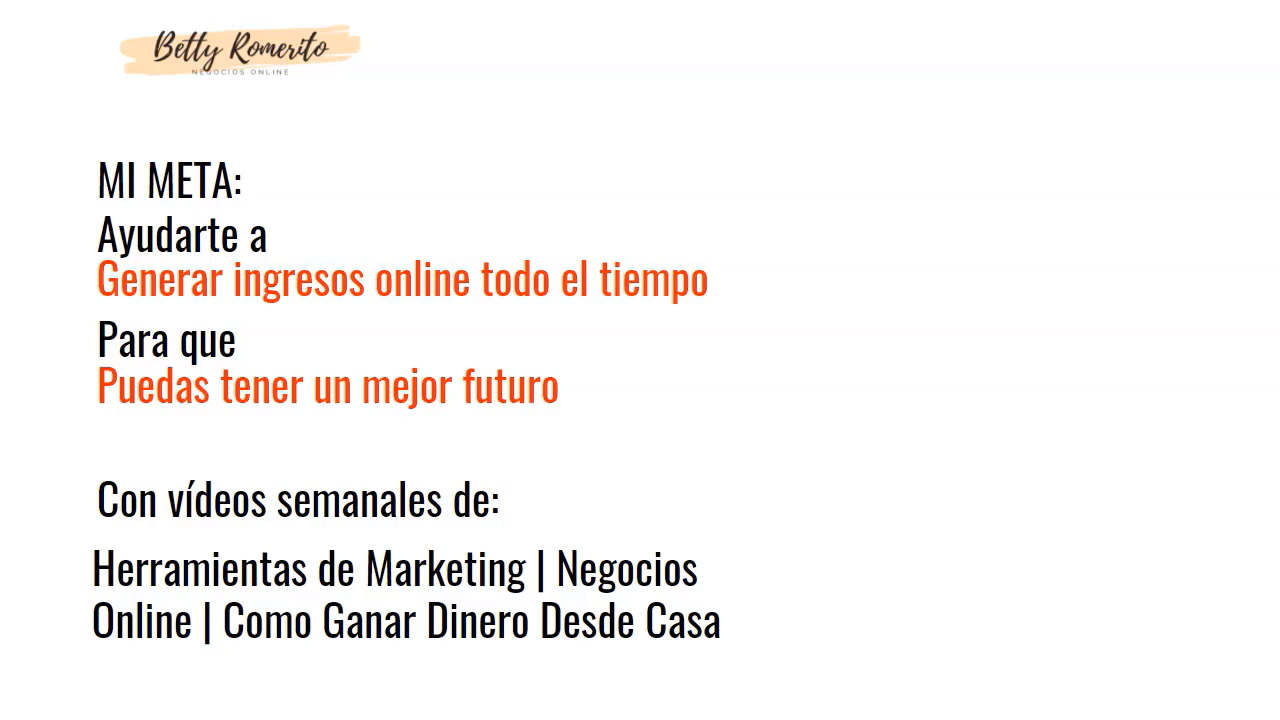 Betty Romerito
NEGOCIOS ONLINE
MI META:
Ayudarte a
Generar ingresos online todo el tiempo
Para que
Puedas tener un mejor futuro
Con vídeos semanales de:
Herramientas de Marketing | Negocios
Online | Como Ganar Dinero Desde Casa